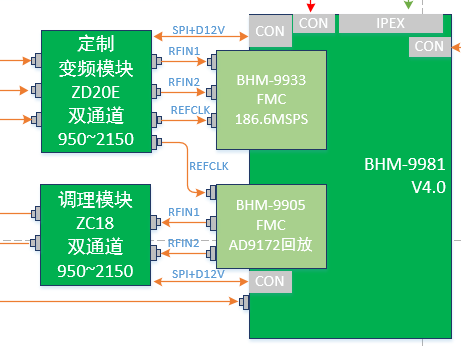 SPI+D12V
CON
CON
IPEX
CON
定制
变频模块
ZD20E
双通道
950~2150
RFIN1
RFIN2
REFCLK
BHM-9933
FMC
186.6MSPS
REFCLK
BHM-9981
V4.0
调理模块
ZC18
双通道
950~2150
RFIN1
RFIN2
BHM-9905
FMC
AD9172回放
SPI+D12V
CON